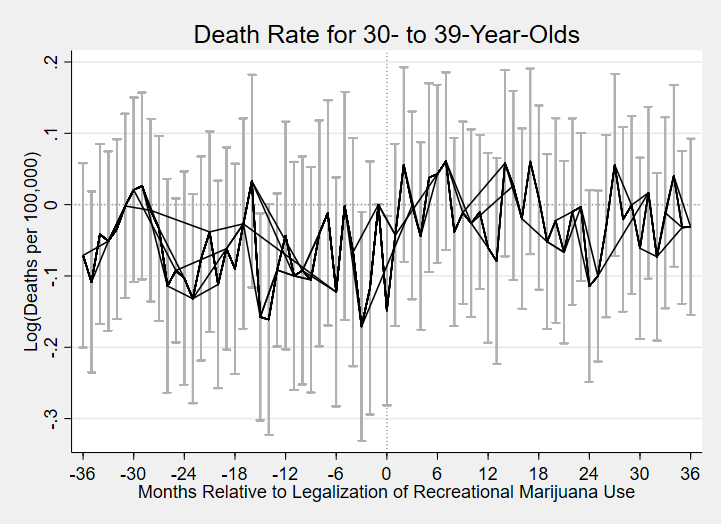 Death Rate for 30- to 39-Year-Olds
Log(Deaths per 100,000)
.2
.1
0
-.1
-.2
-.3
-36 -30 -24 -18 -12 -6 0 6 12 18 24 30 36
Months Relative to Legalization of Recreational Marijuana Use